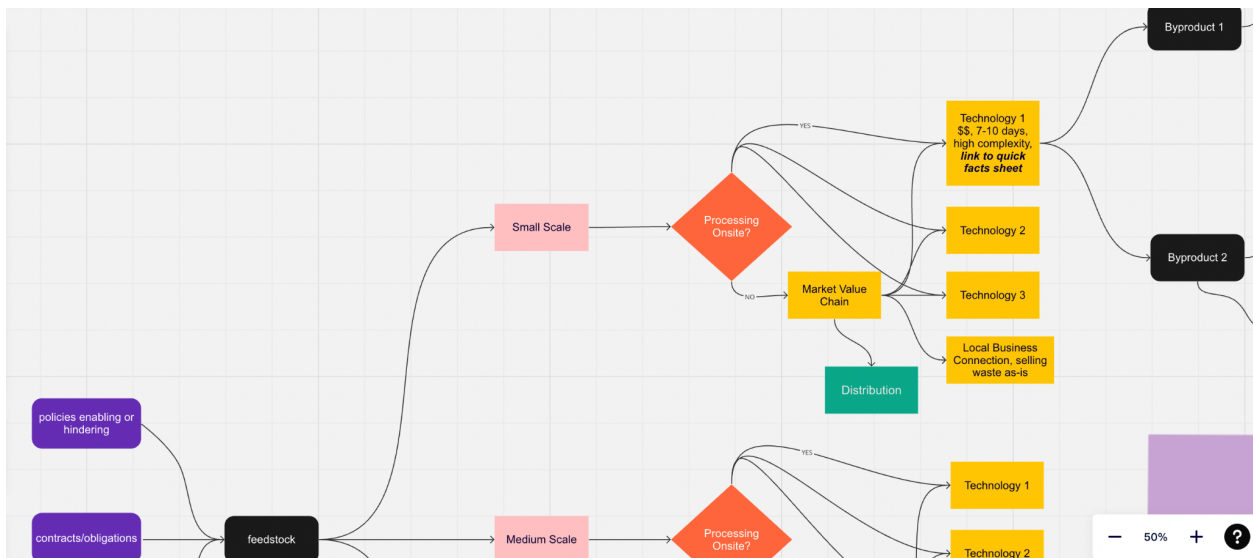 Byproduct 1
Technology 1
$$, 7-10 days,
high complexity,
link to quick
facts sheet
YES
Small Scale
Processing
Onsite?
Technology 2
Byproduct 2
NO
Market Value
Chain
Technology 3
Local Business
Connection, selling
waste as-is
Distribution
policies enabling or
hindering
YES
Technology 1
contracts/obligations
feedstock
Medium Scale
Processing
Onsite?
Technology 2
50%
?